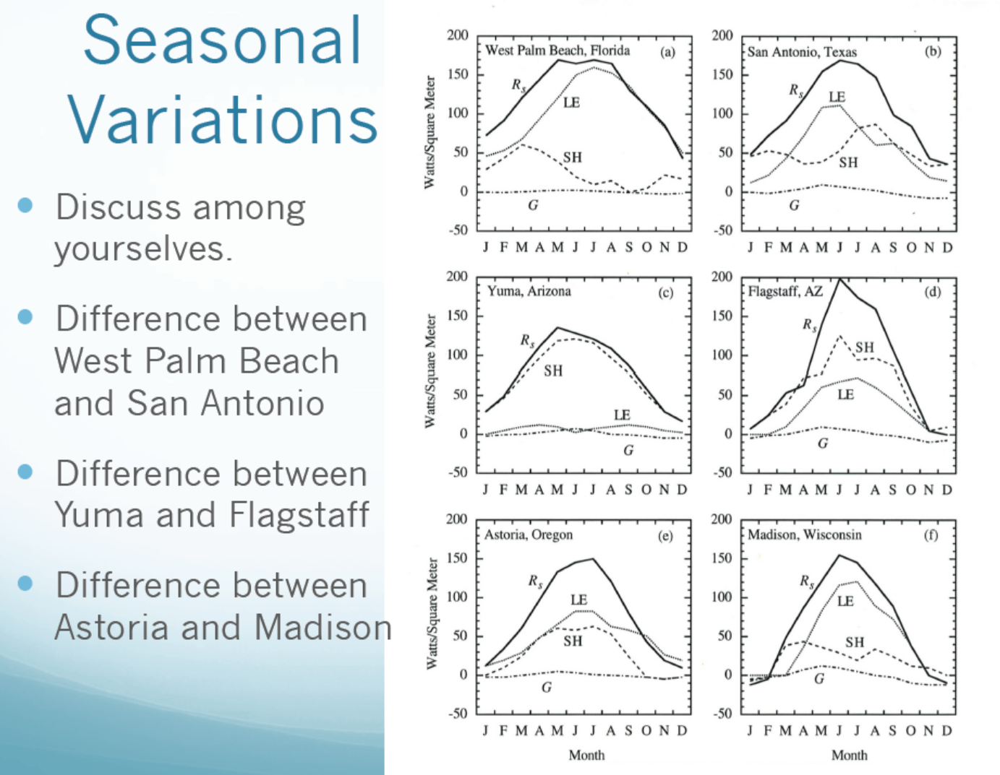 Seasonal
Variations
• Discuss among
yourselves.
• Difference between
West Palm Beach
and San Antonio
• Difference between
Yuma and Flagstaff
• Difference between
Astoria and Madison
West Palm Beach, Florida (a)
200
150
100
50
0
-50
Watts/Square Meter
Rs
LE
SH
G
J F M A M J J A S O N D
San Antonio, Texas (b)
200
150
100
50
0
-50
Rs
LE
SH
G
J F M A M J J A S O N D
Yuma, Arizona (c)
200
150
100
50
0
-50
Watts/Square Meter
Rs
SH
LE
G
J F M A M J J A S O N D
Flagstaff, AZ (d)
200
150
100
50
0
-50
Rs
SH
LE
G
J F M A M J J A S O N D
Astoria, Oregon (e)
200
150
100
50
0
-50
Watts/Square Meter
Rs
LE
SH
G
J F M A M J J A S O N D
Month
Madison, Wisconsin (f)
200
150
100
50
0
-50
Rs
LE
SH
G
J F M A M J J A S O N D
Month